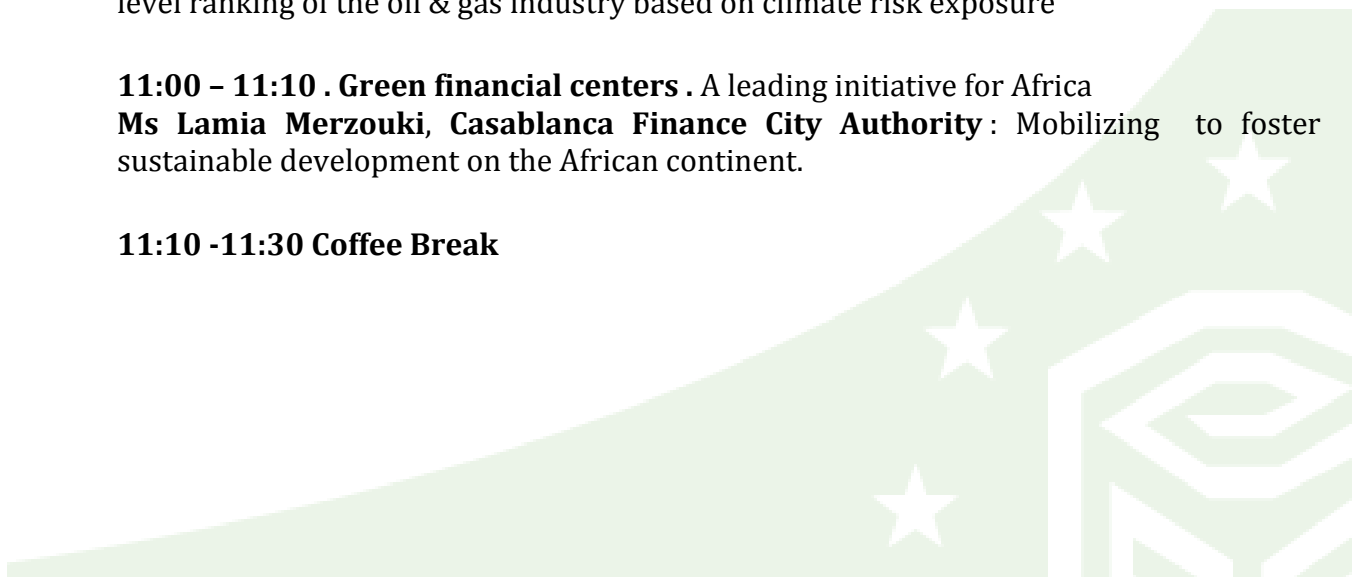 level ranking of the oil & gas industry based on climate risk exposure
11:00 – 11:10 . Green financial centers . A leading initiative for Africa
Ms Lamia Merzouki, Casablanca Finance City Authority : Mobilizing to foster
sustainable development on the African continent.
11:10 -11:30 Coffee Break